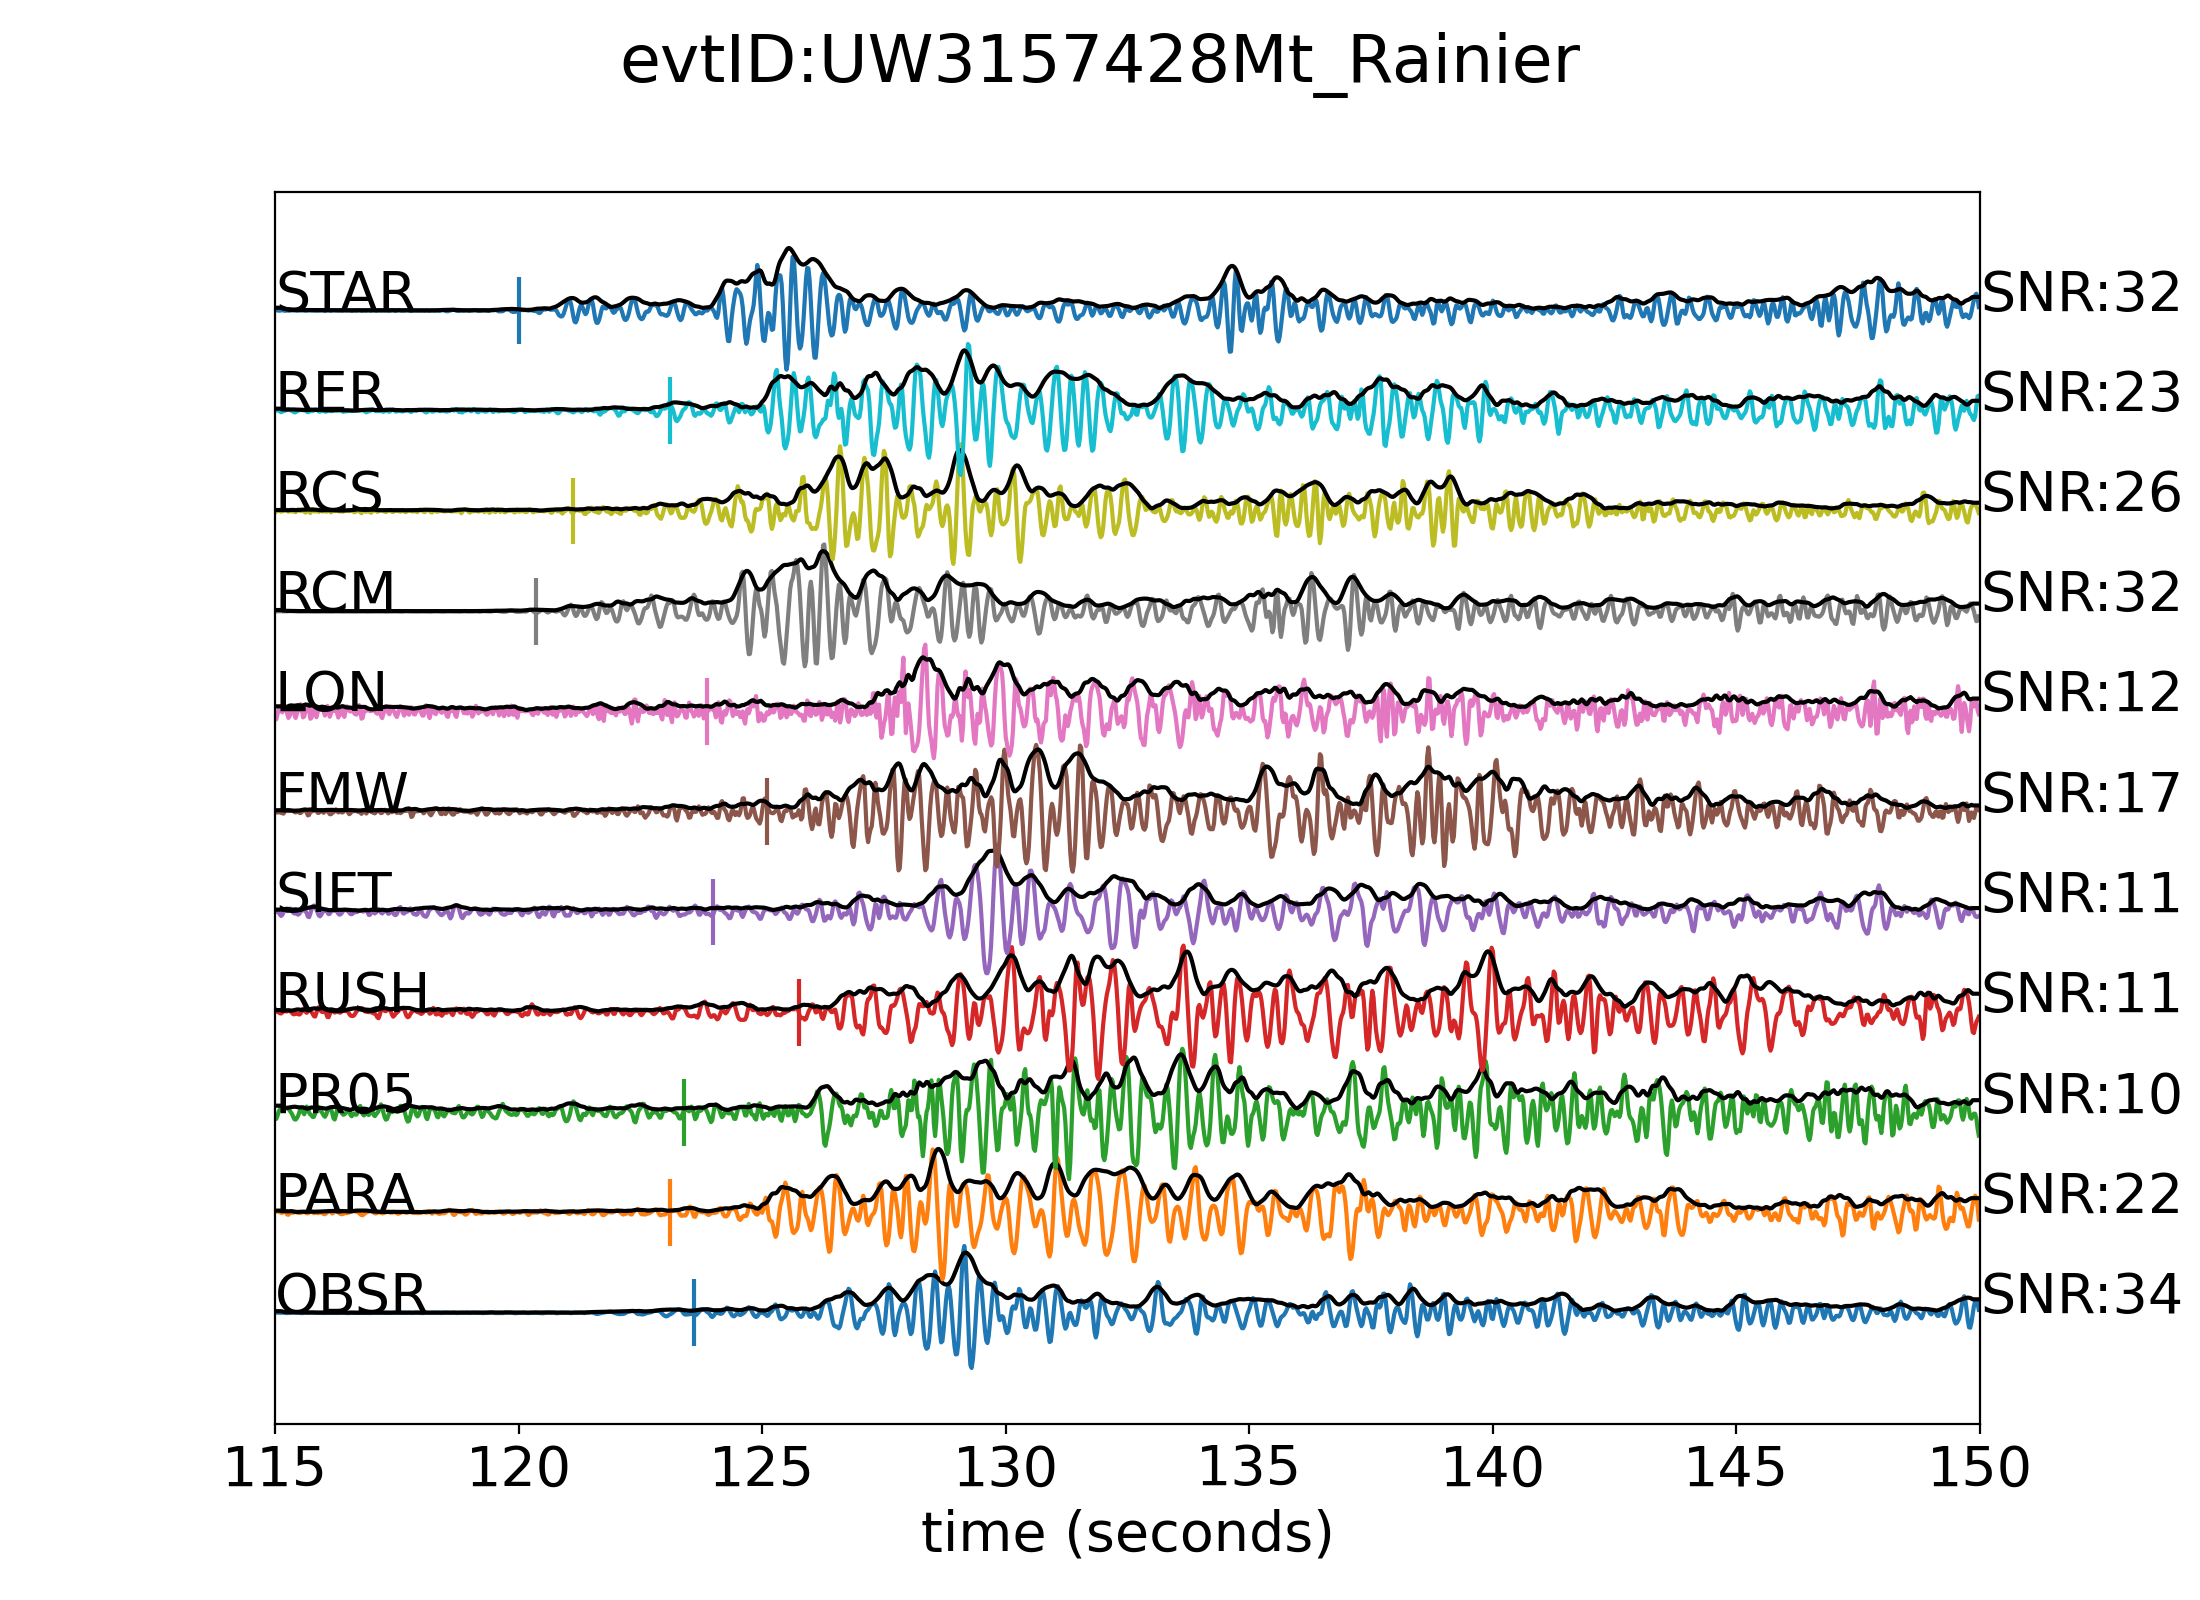 evtID:UW3157428Mt_Rainier
STAR SNR:32
RER SNR:23
RCS SNR:26
RCM SNR:32
LON SNR:12
FMW SNR:17
SIFT SNR:11
RUSH SNR:11
PR05 SNR:10
PARA SNR:22
OBSR SNR:34
115 120 125 130 135 140 145 150
time (seconds)